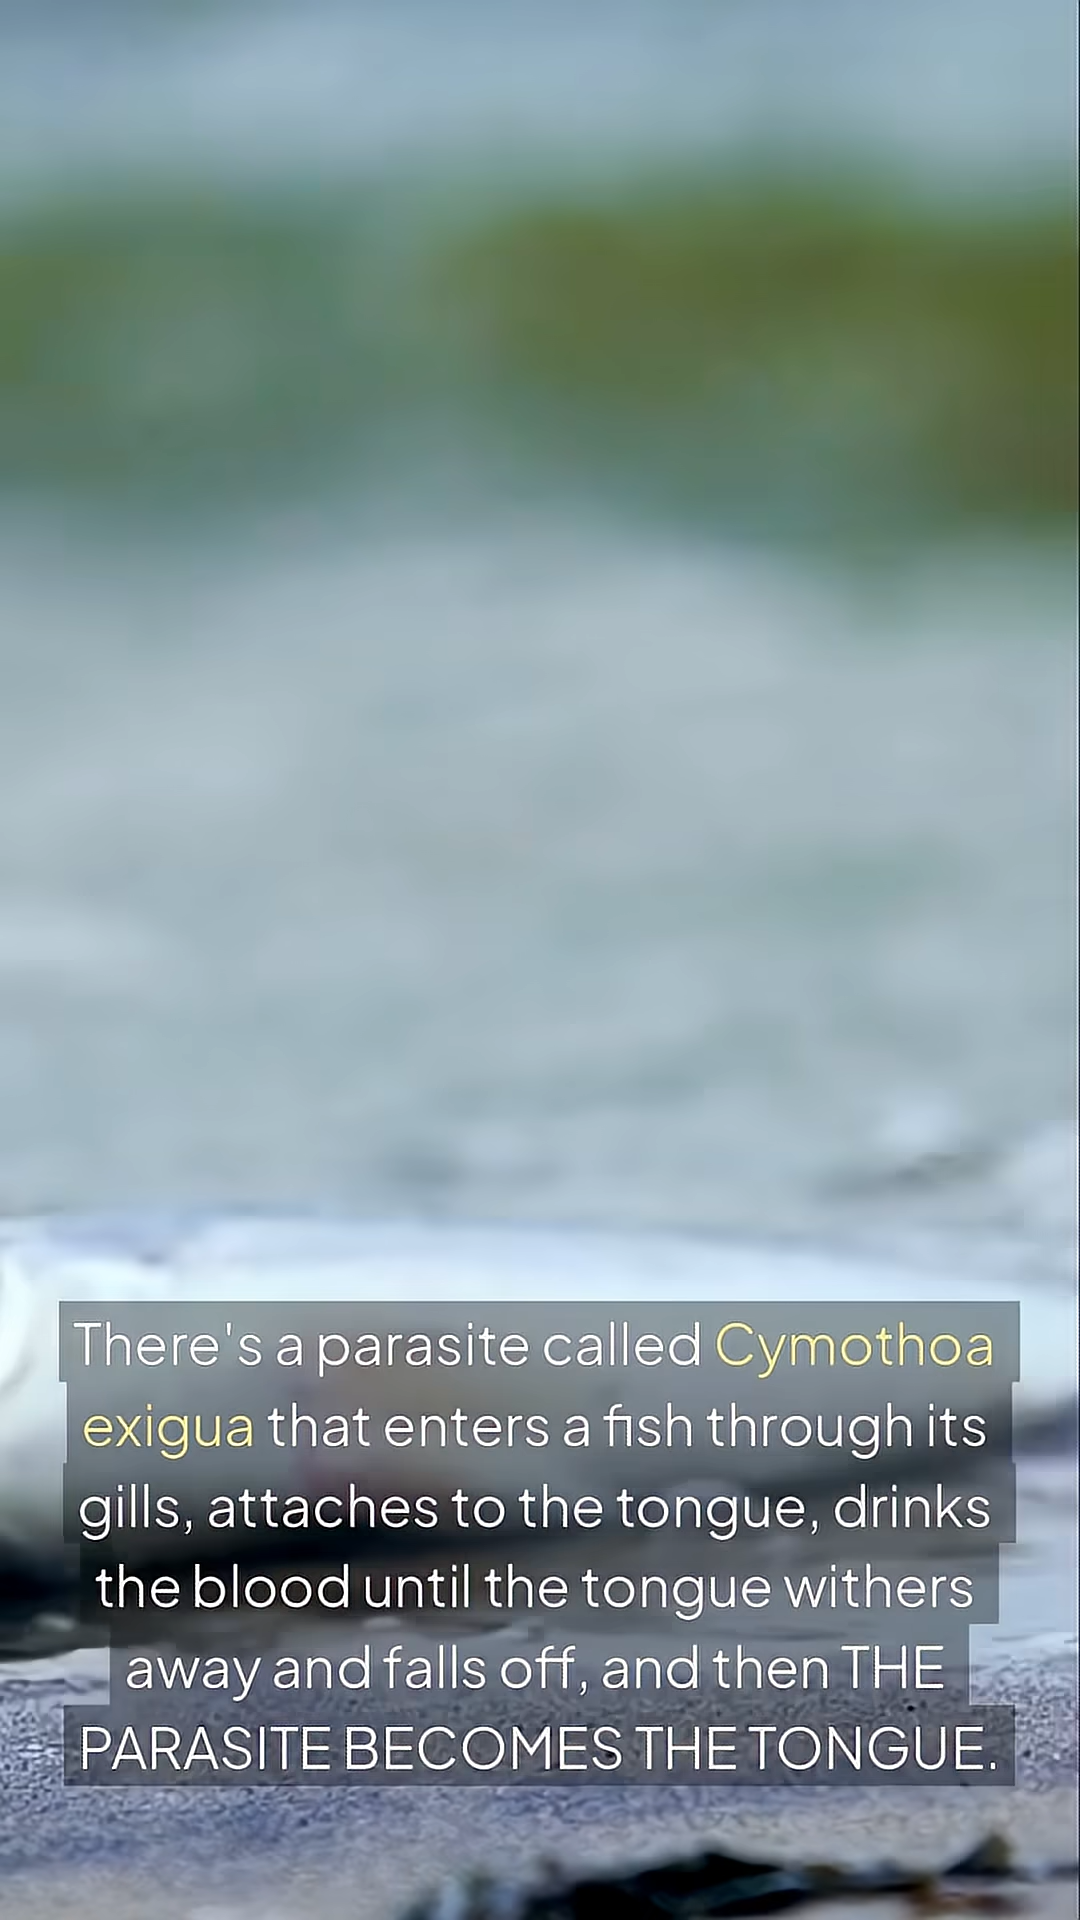 There's a parasite called Cymothoa
exigua that enters a fish through its
gills, attaches to the tongue, drinks
the blood until the tongue withers
away and falls off, and then THE
PARASITE BECOMES THE TONGUE.